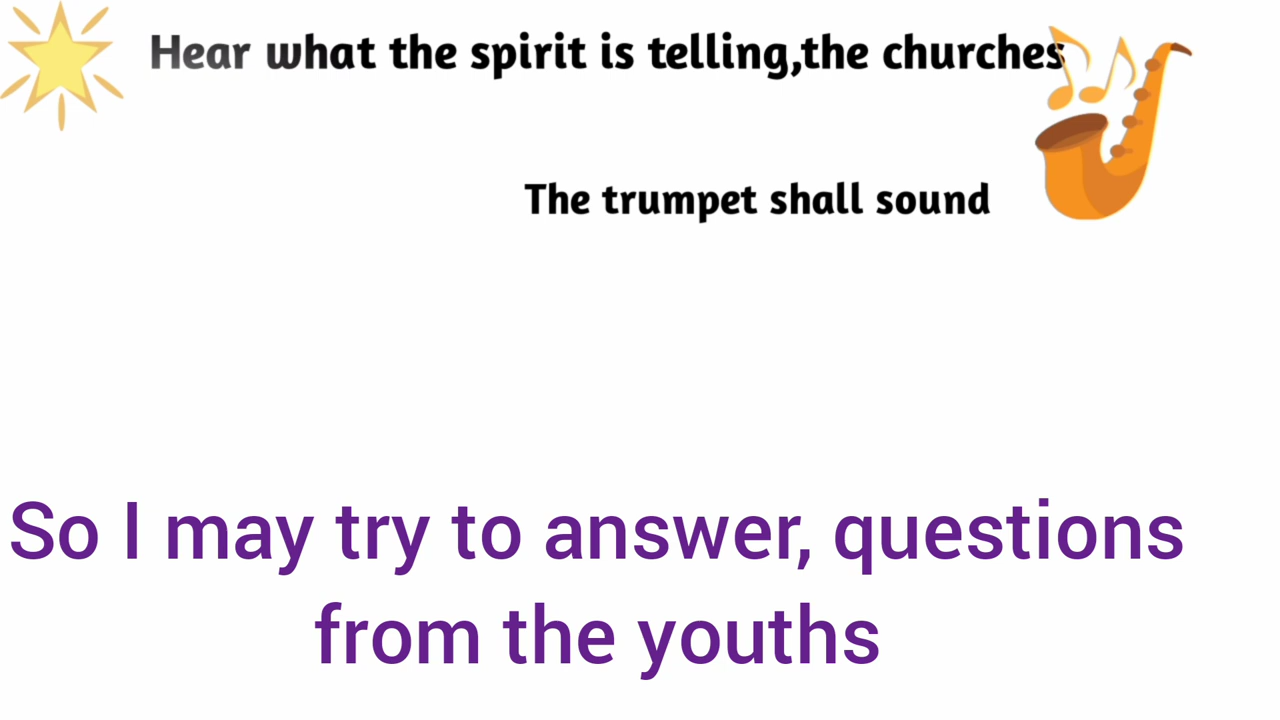 Hear what the spirit is telling,the churches
The trumpet shall sound
So I may try to answer, questions
from the youths